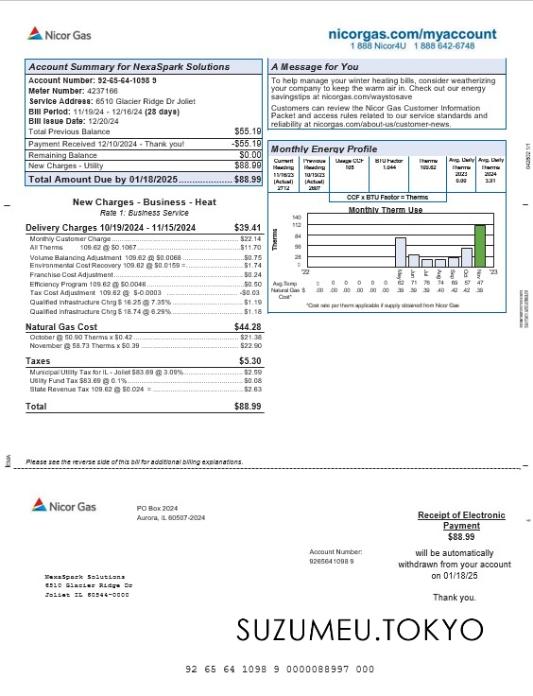 Nicor Gas
nicorgas.com/myaccount
1 888 Nicor4U 1 888 642-6748
Account Summary for NexaSpark Solutions
Account Number: 92-65-64-1098 9
Meter Number: 4237166
Service Address: 6510 Glacier Ridge Dr Joliet
Bill Period: 11/19/24 - 12/16/24 (28 days)
Bill Issue Date: 12/20/24
Total Previous Balance $55.19
Payment Received 12/10/2024 - Thank you! -$55.19
Remaining Balance $0.00
New Charges - Utility $88.99
Total Amount Due by 01/18/2025 $88.99
A Message for You
To help manage your winter heating bills, consider weatherizing
your company to keep the warm air in. Check out our energy
savingstips at nicorgas.com/waystosave
Customers can review the Nicor Gas Customer Information
Packet and access rules related to our service standards and
reliability at nicorgas.com/about-us/customer-news.
Monthly Energy Profile
Current Reading 11/16/23 (Actual) 2712
Previous Reading 10/19/23 (Actual) 2607
Usage CCF 105
BTU Factor 1.044
Therms 109.62
Avg. Daily Therms 2023 0.00
Avg. Daily Therms 2024 3.91
CCF x BTU Factor = Therms
Monthly Therm Use
Therms
140
112
84
56
28
0
'22 May Jun Jul Aug Sep Oct Nov '23
Avg.Temp 0 0 0 0 0 62 71 76 74 69 57 47
Natural Gas $ .00 .00 .00 .00 .00 .39 .39 .39 .40 .42 .42 .39
Cost*
*Cost rate per therm applicable if supply obtained from Nicor Gas
New Charges - Business - Heat
Rate 1: Business Service
Delivery Charges 10/19/2024 - 11/15/2024 $39.41
Monthly Customer Charge $22.14
All Therms 109.62 @ $0.1067 $11.70
Volume Balancing Adjustment 109.62 @ $0.0068 $0.75
Environmental Cost Recovery 109.62 @ $0.0159 = $1.74
Franchise Cost Adjustment $0.24
Efficiency Program 109.62 @ $0.0046 $0.50
Tax Cost Adjustment 109.62 @ $-0.0003 -$0.03
Qualified Infrastructure Chrg $ 16.25 @ 7.35% $1.19
Qualified Infrastructure Chrg $ 18.74 @ 6.29% $1.18
Natural Gas Cost $44.28
October @ 50.90 Therms x $0.42 $21.38
November @ 58.73 Therms x $0.39 $22.90
Taxes $5.30
Municipal Utility Tax for IL - Joliet $83.69 @ 3.09% $2.59
Utility Fund Tax $83.69 @ 0.1% $0.08
State Revenue Tax 109.62 @ $0.024 = $2.63
Total $88.99
Please see the reverse side of this bill for additional billing explanations.
Nicor Gas
PO Box 2024
Aurora, IL 60507-2024
Receipt of Electronic
Payment
$88.99
Account Number:
9265641098 9
will be automatically
withdrawn from your account
on 01/18/25
Thank you.
NexaSpark Solutions
6510 Glacier Ridge Dr
Joliet IL 60544-0000
SUZUMEU.TOKYO
92 65 64 1098 9 0000088997 000